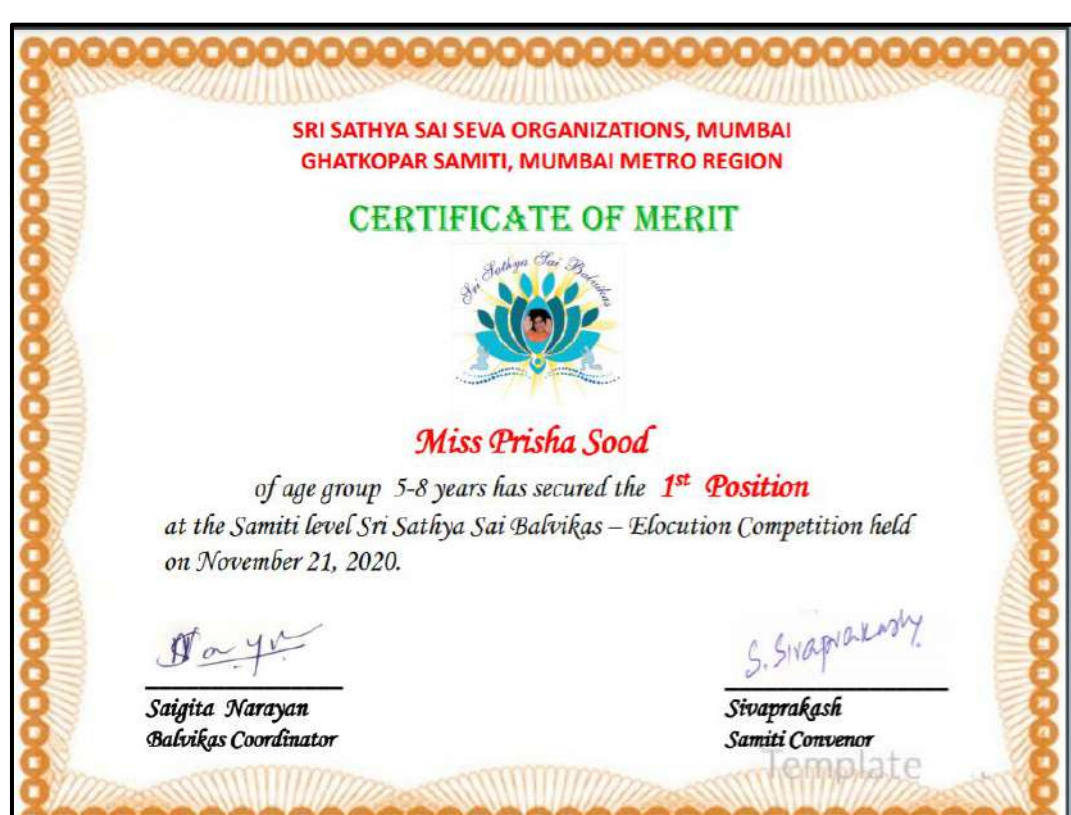 SRI SATHYA SAI SEVA ORGANIZATIONS, MUMBAI
GHATKOPAR SAMITI, MUMBAI METRO REGION
CERTIFICATE OF MERIT
Sri Sathya Sai Balvikas
Miss Prisha Sood
of age group 5-8 years has secured the 1st Position
at the Samiti level Sri Sathya Sai Balvikas – Elocution Competition held
on November 21, 2020.
S. Sivaprakash
Saigita Narayan
Balvikas Coordinator
Sivaprakash
Samiti Convenor
Template